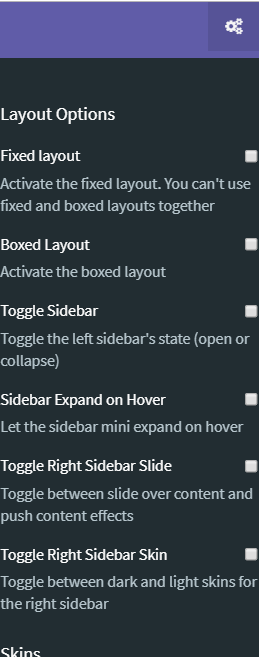 Layout Options
Fixed layout
Activate the fixed layout. You can't use
fixed and boxed layouts together
Boxed Layout
Activate the boxed layout
Toggle Sidebar
Toggle the left sidebar's state (open or
collapse)
Sidebar Expand on Hover
Let the sidebar mini expand on hover
Toggle Right Sidebar Slide
Toggle between slide over content and
push content effects
Toggle Right Sidebar Skin
Toggle between dark and light skins for
the right sidebar
Skins